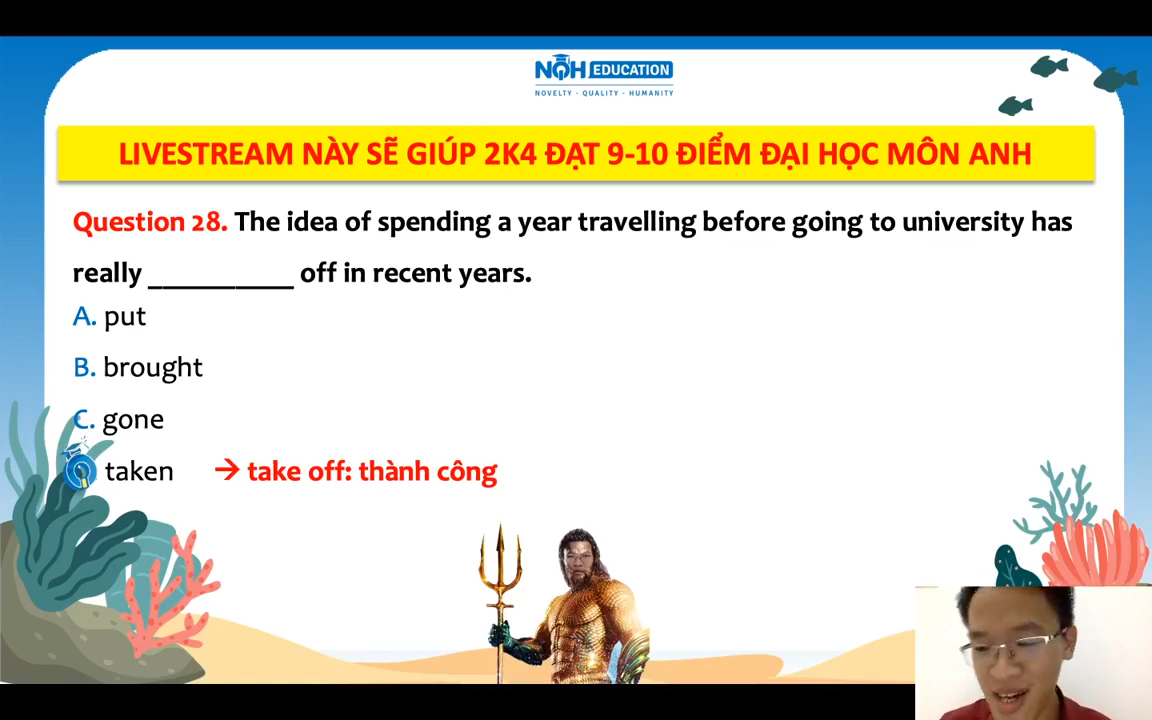 NQH EDUCATION
NOVELTY - QUALITY - HUMANITY
LIVESTREAM NÀY SẼ GIÚP 2K4 ĐẠT 9-10 ĐIỂM ĐẠI HỌC MÔN ANH
Question 28. The idea of spending a year travelling before going to university has
really __________ off in recent years.
A. put
B. brought
C. gone
taken → take off: thành công